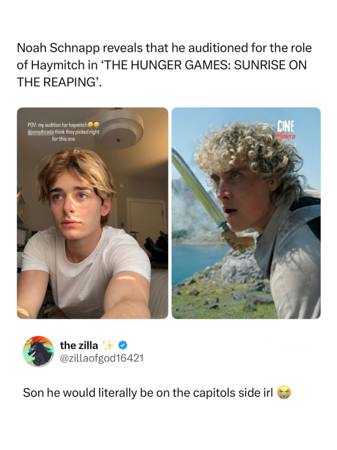 Noah Schnapp reveals that he auditioned for the role
of Haymitch in ‘THE HUNGER GAMES: SUNRISE ON
THE REAPING’.
POV: my audition for haymitch
think they picked right
for this one
CINE
the zilla ✨
@zillaofgod16421
Son he would literally be on the capitols side irl 😭